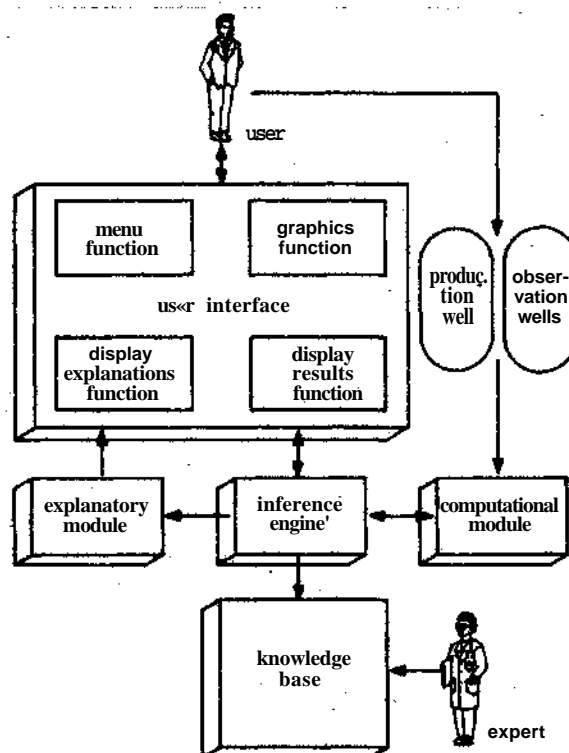 user
menu
function
graphics
function
us«r interface
produç.
tion
well
obser-
vation
wells
display
explanations
function
display
results
function
explanatory
module
inference
engine'
computational
module
knowledge
base
expert